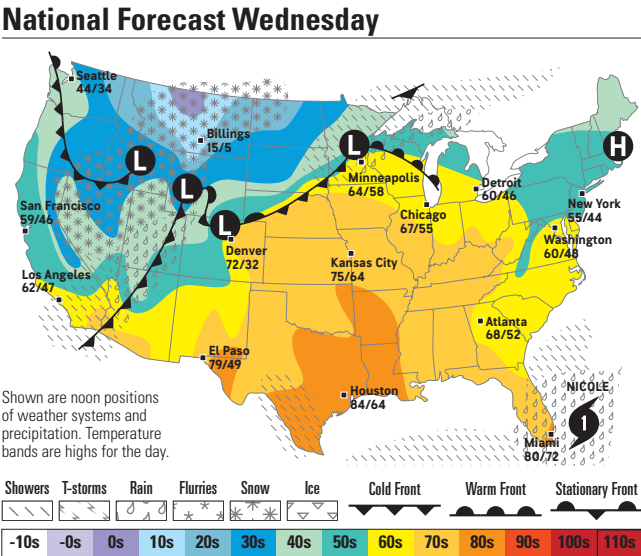 National Forecast Wednesday
Seattle
44/34
Billings
15/5
L
L
L
L
H
Minneapolis
64/58
Detroit
60/46
New York
55/44
San Francisco
59/46
Chicago
67/55
Washington
60/48
Denver
72/32
Kansas City
75/64
Los Angeles
62/47
Atlanta
68/52
El Paso
79/49
Houston
84/64
NICOLE
1
Miami
80/72
Shown are noon positions
of weather systems and
precipitation. Temperature
bands are highs for the day.
Showers T-storms Rain Flurries Snow Ice Cold Front Warm Front Stationary Front
-10s -0s 0s 10s 20s 30s 40s 50s 60s 70s 80s 90s 100s 110s